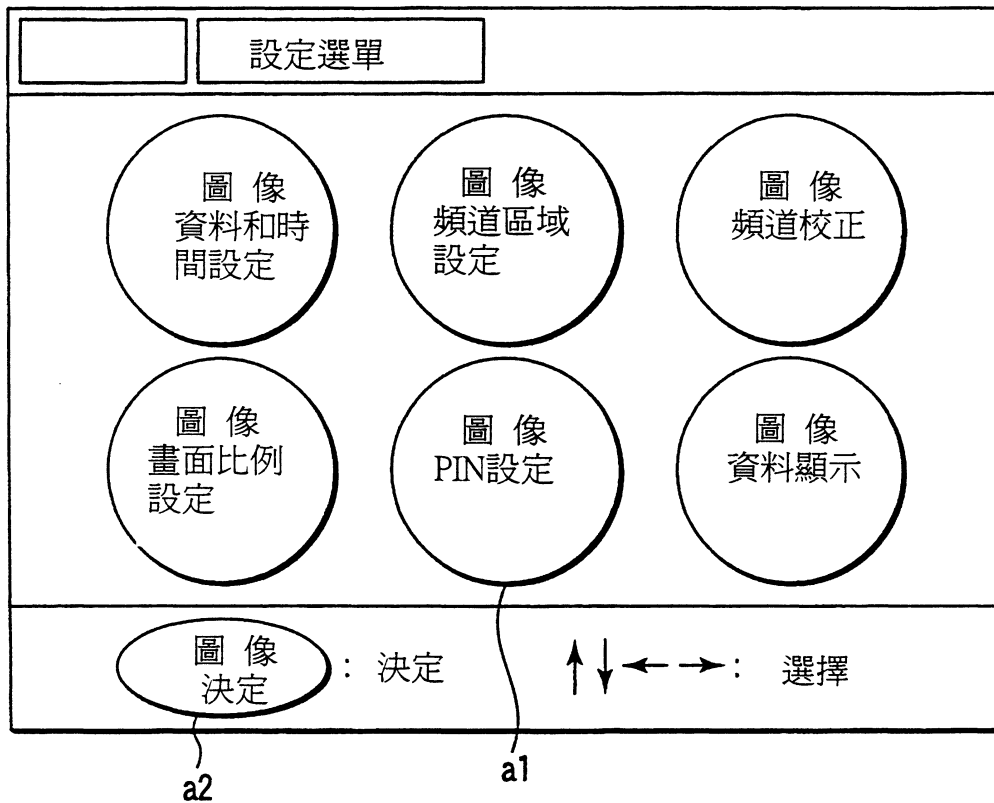 設定選單
圖像
資料和時
間設定
圖像
頻道區域
設定
圖像
頻道校正
圖像
畫面比例
設定
圖像
PIN設定
圖像
資料顯示
圖像
決定
：決定
↑↓←→：選擇
a2
a1